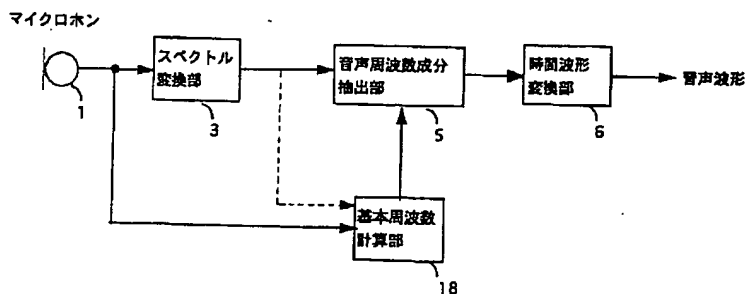 マイクロホン
1
スペクトル
変換部
3
音声周波数成分
抽出部
5
時間波形
変換部
6
音声波形
基本周波数
計算部
18